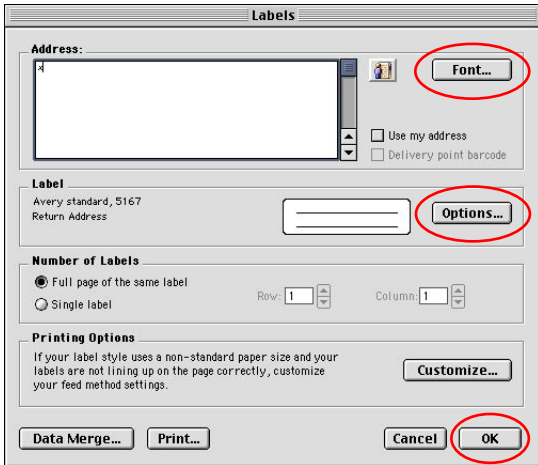 Labels
Address:
x
Font...
Use my address
Delivery point barcode
Label
Avery standard, 5167
Return Address
Options...
Number of Labels
Full page of the same label
Single label
Row: 1
Column: 1
Printing Options
If your label style uses a non-standard paper size and your
labels are not lining up on the page correctly, customize
your feed method settings.
Customize...
Data Merge...
Print...
Cancel
OK